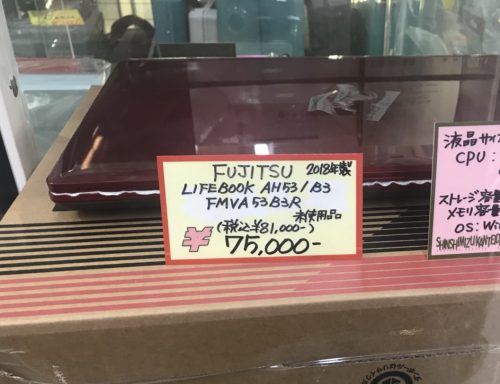 FUJITSU 2018年製
LIFEBOOK AH53/B3
FMVA53B3R
未使用品
(税込¥81,000-)
¥75,000-
液晶サイ
CPU:
ストレージ容量
メモリ容量
OS: Wi